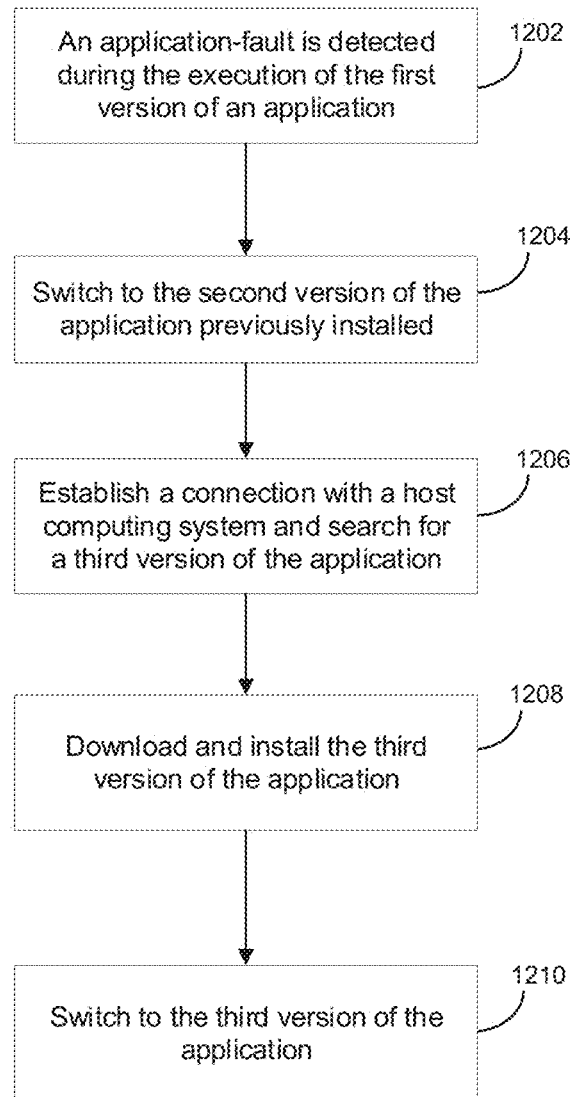 An application-fault is detected
during the execution of the first
version of an application
1202
Switch to the second version of the
application previously installed
1204
Establish a connection with a host
computing system and search for
a third version of the application
1206
Download and install the third
version of the application
1208
Switch to the third version of the
application
1210